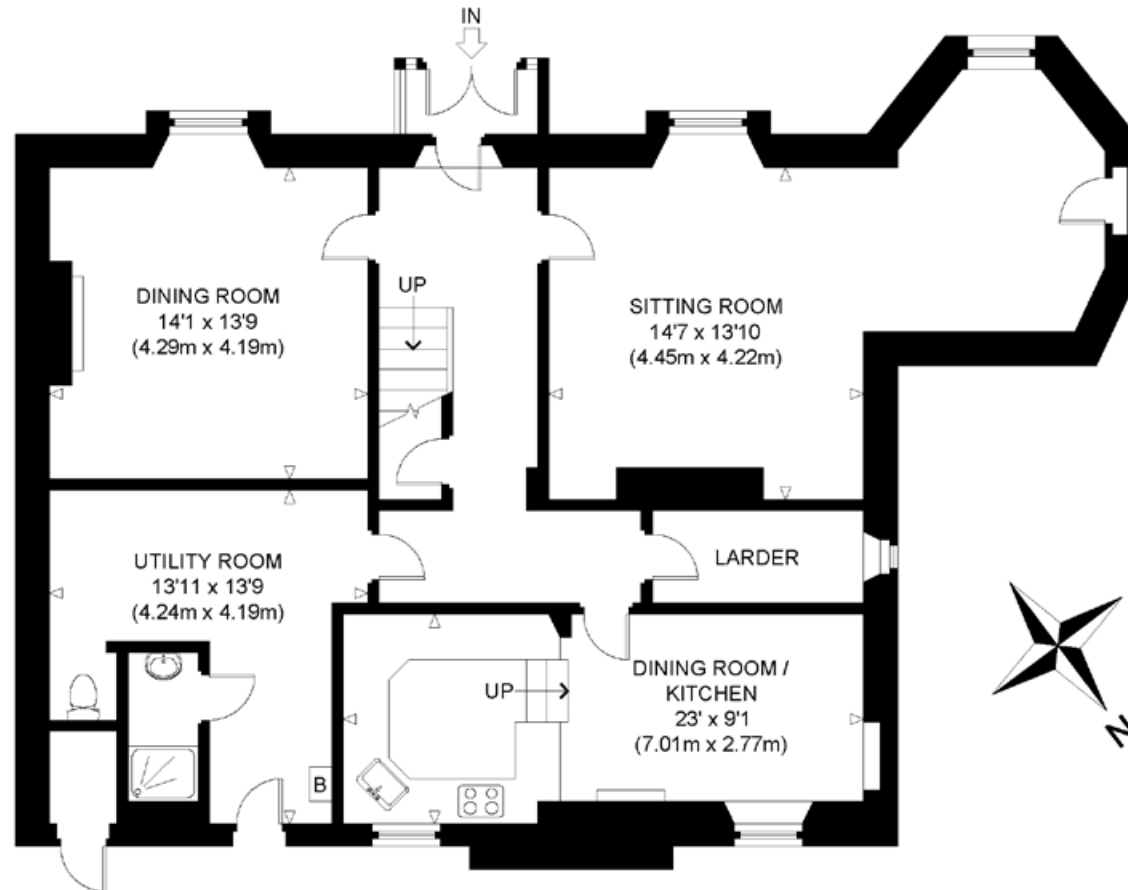 IN
DINING ROOM
14'1 x 13'9
(4.29m x 4.19m)
UP
SITTING ROOM
14'7 x 13'10
(4.45m x 4.22m)
UTILITY ROOM
13'11 x 13'9
(4.24m x 4.19m)
LARDER
UP
DINING ROOM /
KITCHEN
23' x 9'1
(7.01m x 2.77m)
B
N